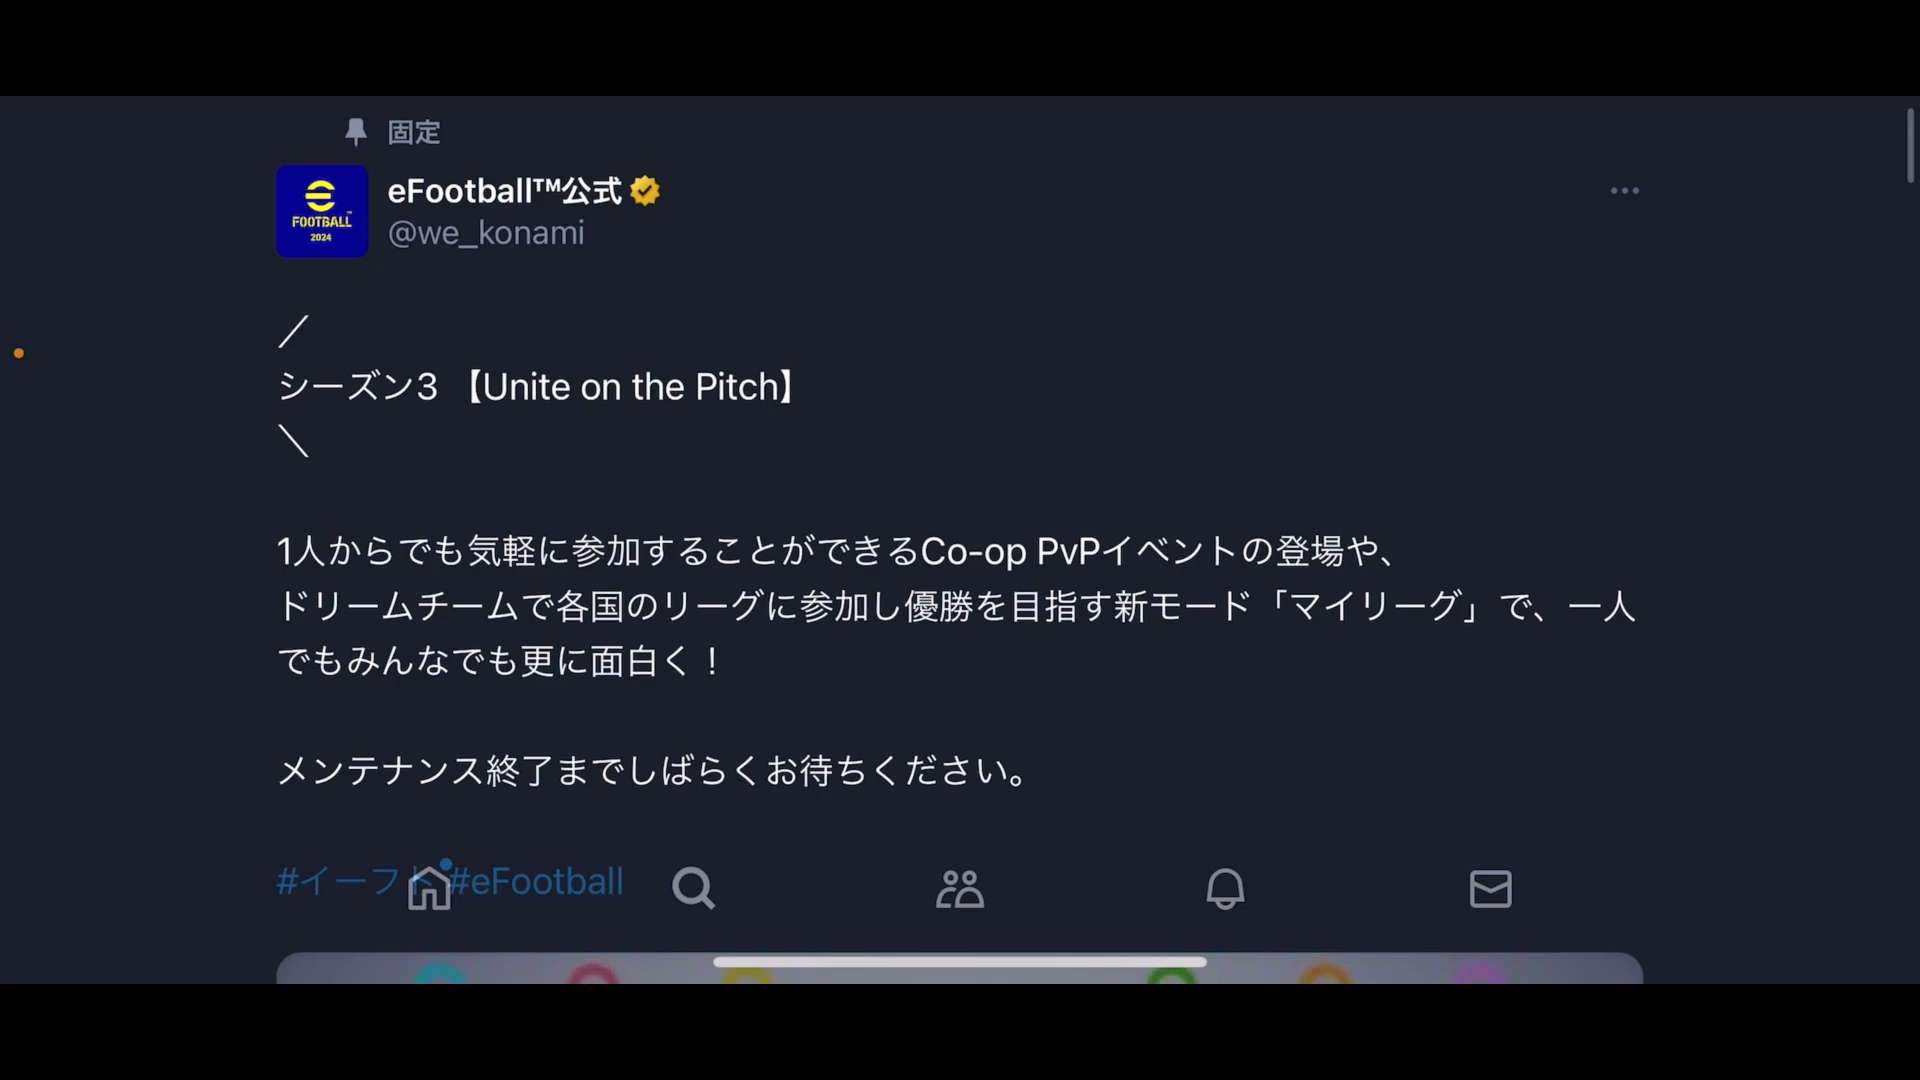 固定
eFootball™公式
@we_konami
FOOTBALL™
2024
／
シーズン3 【Unite on the Pitch】
＼
1人からでも気軽に参加することができるCo-op PvPイベントの登場や、
ドリームチームで各国のリーグに参加し優勝を目指す新モード「マイリーグ」で、一人
でもみんなでも更に面白く！
メンテナンス終了までしばらくお待ちください。
#イーフト #eFootball